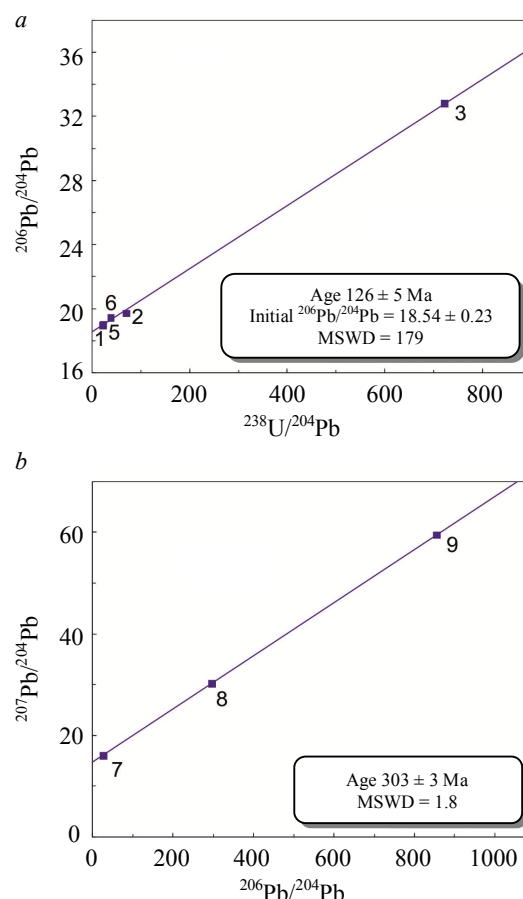 a
36
32
28
24
20
16
²⁰⁶Pb/²⁰⁴Pb
3
6
2
1 5
Age 126 ± 5 Ma
Initial ²⁰⁶Pb/²⁰⁴Pb = 18.54 ± 0.23
MSWD = 179
0 200 400 600 800
²³⁸U/²⁰⁴Pb
b
60
40
20
0
²⁰⁷Pb/²⁰⁴Pb
9
8
7
Age 303 ± 3 Ma
MSWD = 1.8
0 200 400 600 800 1000
²⁰⁶Pb/²⁰⁴Pb